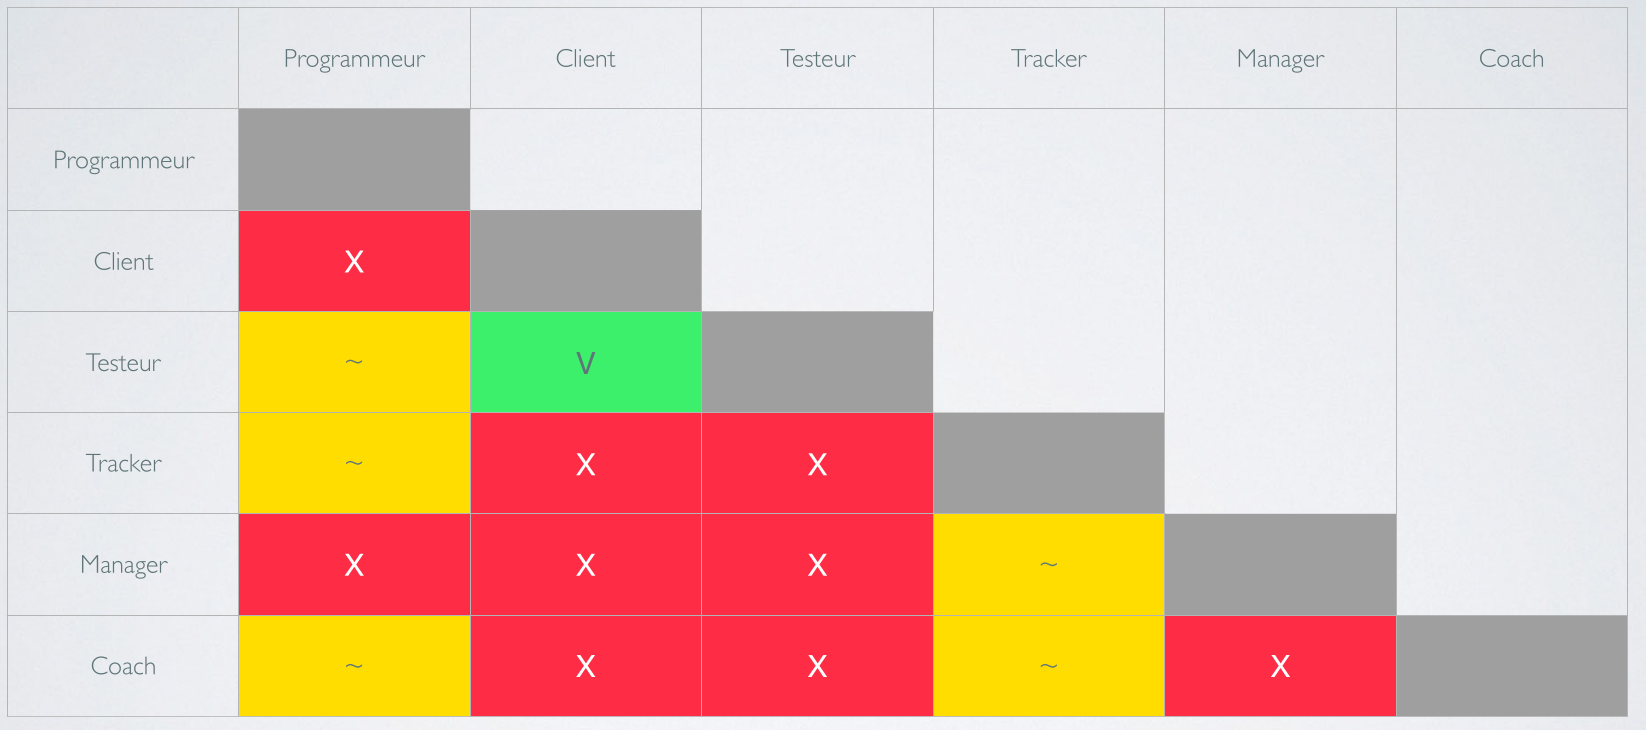 Programmeur Client Testeur Tracker Manager Coach
Programmeur
Client X
Testeur ~ V
Tracker ~ X X
Manager X X X ~
Coach ~ X X ~ X